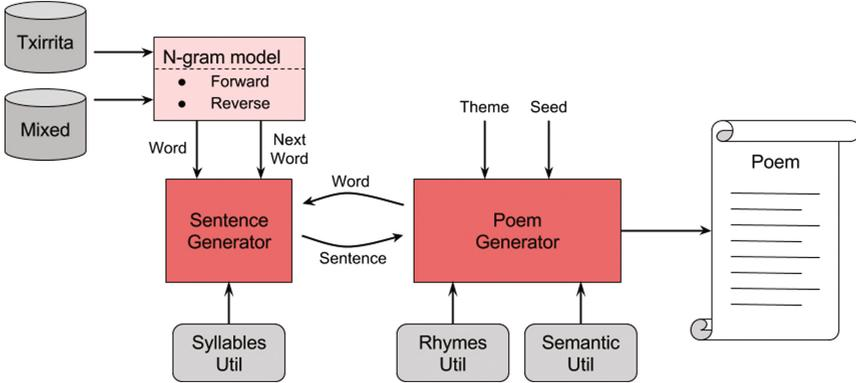 Txirrita
Mixed
N-gram model
● Forward
● Reverse
Word
Next
Word
Sentence
Generator
Word
Sentence
Theme
Seed
Poem
Generator
Poem
Syllables
Util
Rhymes
Util
Semantic
Util